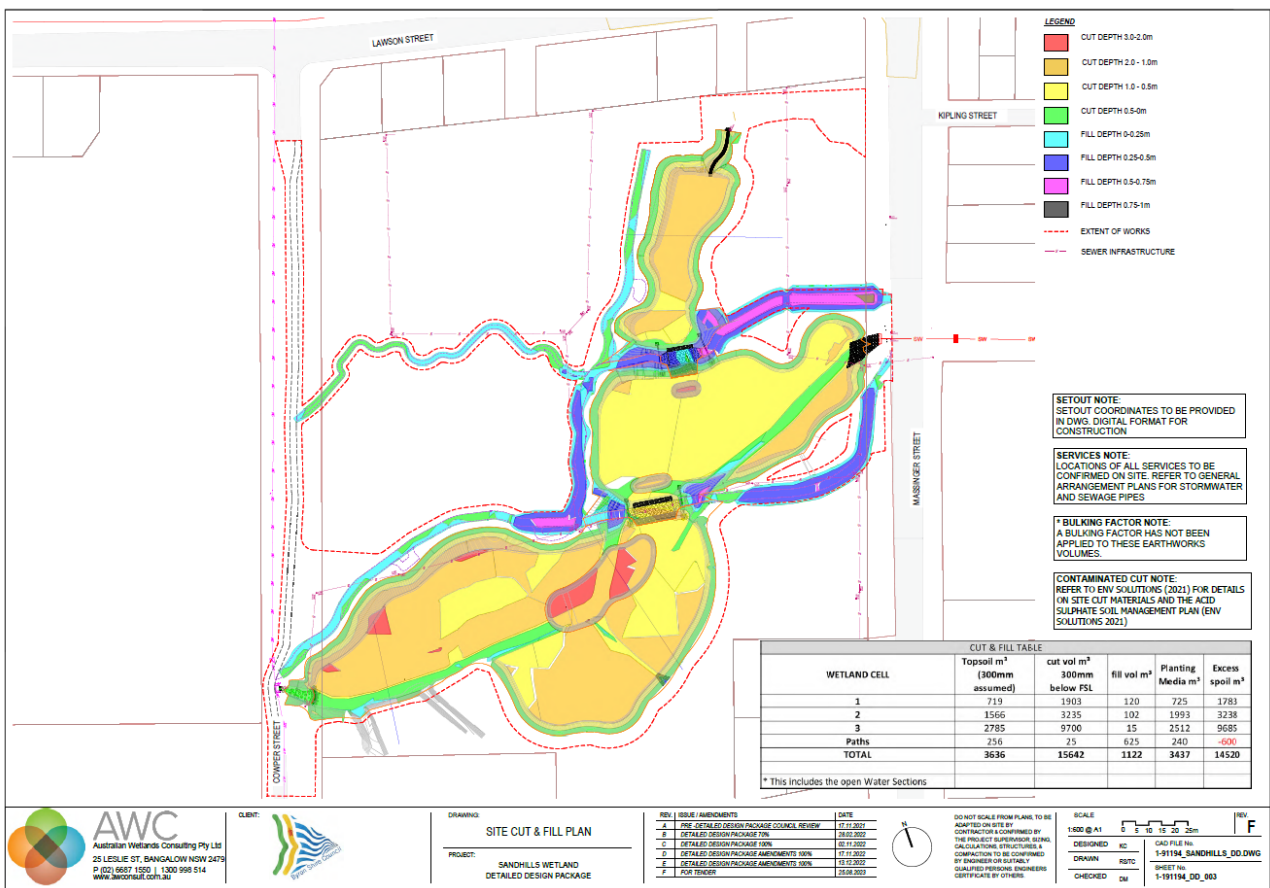 LAWSON STREET
KIPLING STREET
MASSINGER STREET
COWPER STREET
SW
SW
SW
LEGEND
CUT DEPTH 3.0-2.0m
CUT DEPTH 2.0 - 1.0m
CUT DEPTH 1.0 - 0.5m
CUT DEPTH 0.5-0m
FILL DEPTH 0-0.25m
FILL DEPTH 0.25-0.5m
FILL DEPTH 0.5-0.75m
FILL DEPTH 0.75-1m
EXTENT OF WORKS
SEWER INFRASTRUCTURE
SETOUT NOTE:
SETOUT COORDINATES TO BE PROVIDED
IN DWG. DIGITAL FORMAT FOR
CONSTRUCTION
SERVICES NOTE:
LOCATIONS OF ALL SERVICES TO BE
CONFIRMED ON SITE. REFER TO GENERAL
ARRANGEMENT PLANS FOR STORMWATER
AND SEWAGE PIPES
* BULKING FACTOR NOTE:
A BULKING FACTOR HAS NOT BEEN
APPLIED TO THESE EARTHWORKS
VOLUMES.
CONTAMINATED CUT NOTE:
REFER TO ENV SOLUTIONS (2021) FOR DETAILS
ON SITE CUT MATERIALS AND THE ACID
SULPHATE SOIL MANAGEMENT PLAN (ENV
SOLUTIONS 2021)
CUT & FILL TABLE
WETLAND CELL Topsoil m³ (300mm assumed) cut vol m³ 300mm below FSL fill vol m³ Planting Media m³ Excess spoil m³
1 719 1903 120 725 1783
2 1566 3235 102 1993 3238
3 2785 9700 15 2512 9685
Paths 256 25 625 240 -600
TOTAL 3636 15642 1122 3437 14520
* This includes the open Water Sections
AWC
Australian Wetlands Consulting Pty Ltd
25 LESLIE ST, BANGALOW NSW 2479
P (02) 6687 1550 | 1300 998 514
www.awconsult.com.au
CLIENT:
Byron Shire Council
DRAWING:
SITE CUT & FILL PLAN
PROJECT:
SANDHILLS WETLAND
DETAILED DESIGN PACKAGE
REV. ISSUE / AMENDMENTS DATE
A PRE -DETAILED DESIGN PACKAGE COUNCIL REVIEW 17.11.2021
B DETAILED DESIGN PACKAGE 70% 28.02.2022
C DETAILED DESIGN PACKAGE 100% 02.11.2022
D DETAILED DESIGN PACKAGE AMENDMENTS 100% 17.11.2022
E DETAILED DESIGN PACKAGE AMENDMENTS 100% 13.12.2022
F FOR TENDER 25.08.2023
N
DO NOT SCALE FROM PLANS, TO BE
ADAPTED ON SITE BY
CONTRACTOR & CONFIRMED BY
THE PROJECT SUPERVISOR. SIZING,
CALCULATIONS, STRUCTURES, &
COMPACTION TO BE CONFIRMED
BY ENGINEER OR SUITABLY
QUALIFIED PERSONS. ENGINEERS
CERTIFICATE BY OTHERS.
SCALE
1:600 @ A1
0 5 10 15 20 25m
DESIGNED KC
DRAWN RS/TC
CHECKED DM
CAD FILE No.
1-191194_SANDHILLS_DD.DWG
SHEET No.
1-191194_DD_003
REV.
F